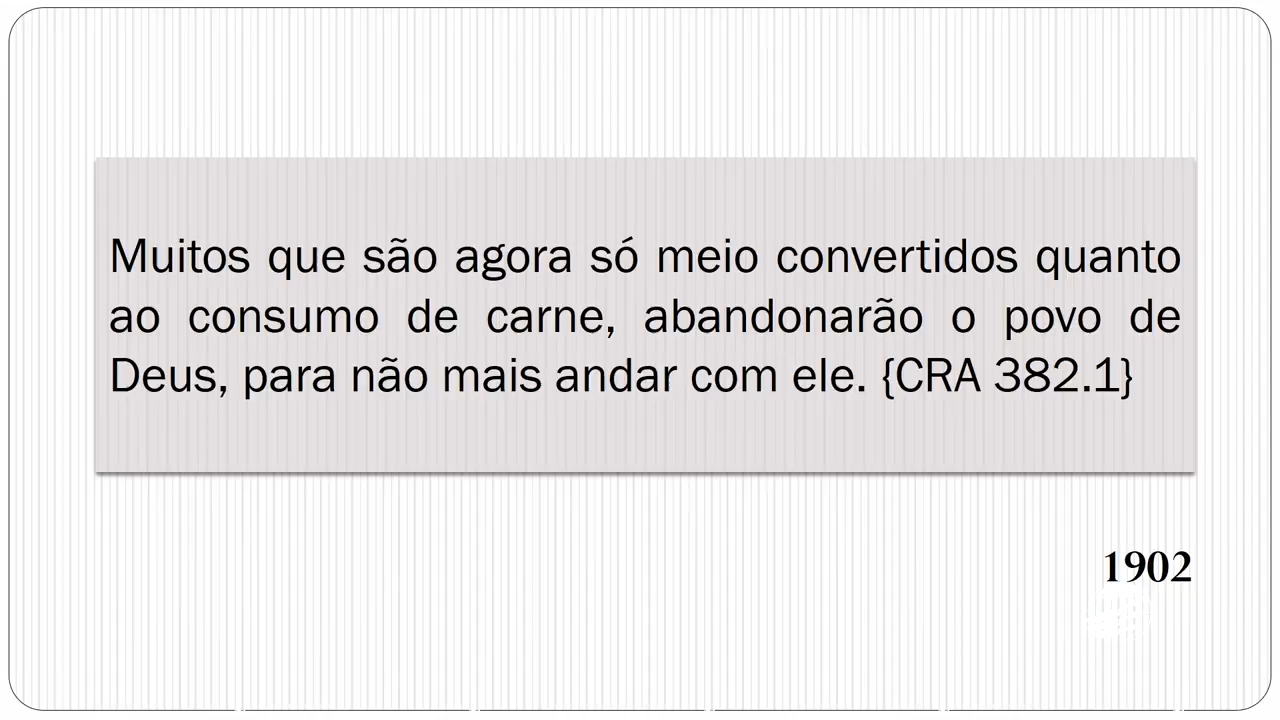 Muitos que são agora só meio convertidos quanto
ao consumo de carne, abandonarão o povo de
Deus, para não mais andar com ele. {CRA 382.1}
1902